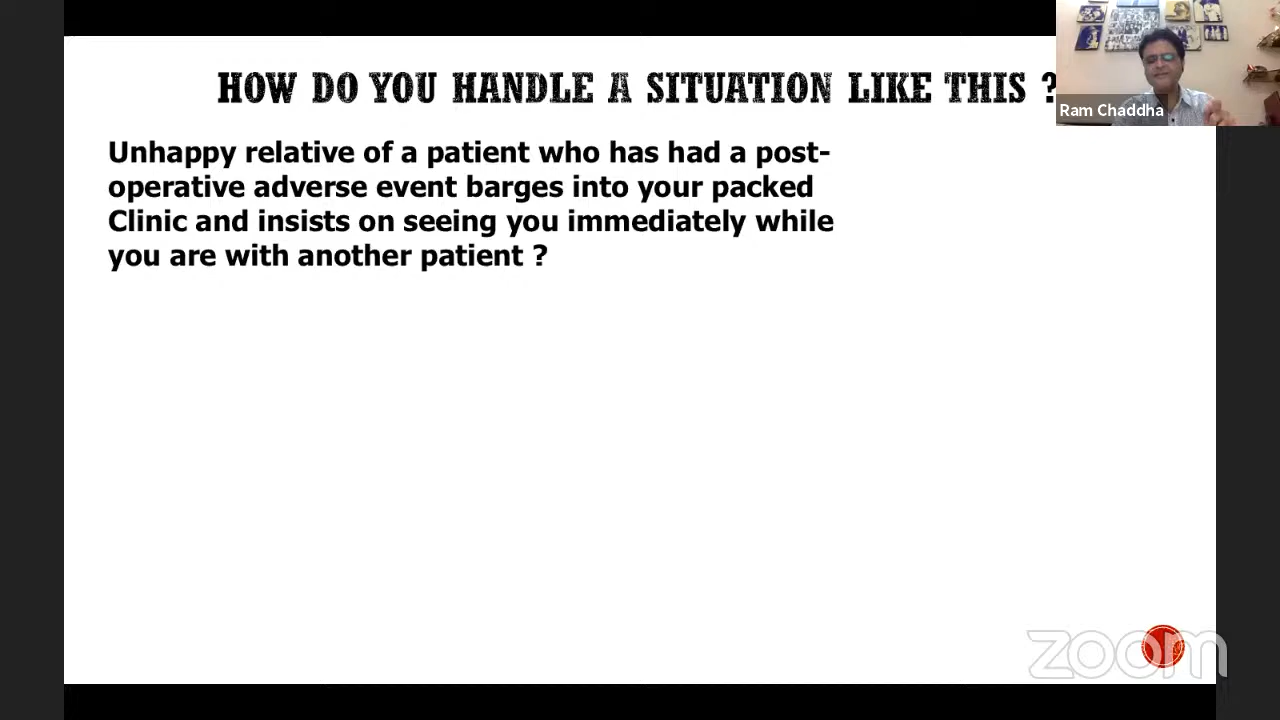 HOW DO YOU HANDLE A SITUATION LIKE THIS ?
Ram Chaddha
Unhappy relative of a patient who has had a post-
operative adverse event barges into your packed
Clinic and insists on seeing you immediately while
you are with another patient ?
zoom